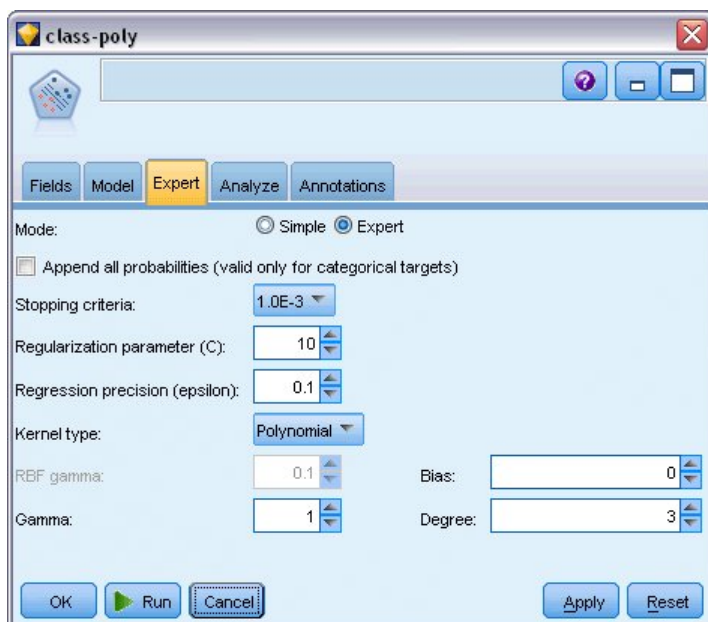 class-poly
?
Fields Model Expert Analyze Annotations
Mode: Simple Expert
Append all probabilities (valid only for categorical targets)
Stopping criteria: 1.0E-3
Regularization parameter (C): 10
Regression precision (epsilon): 0.1
Kernel type: Polynomial
RBF gamma: 0.1 Bias: 0
Gamma: 1 Degree: 3
OK Run Cancel Apply Reset